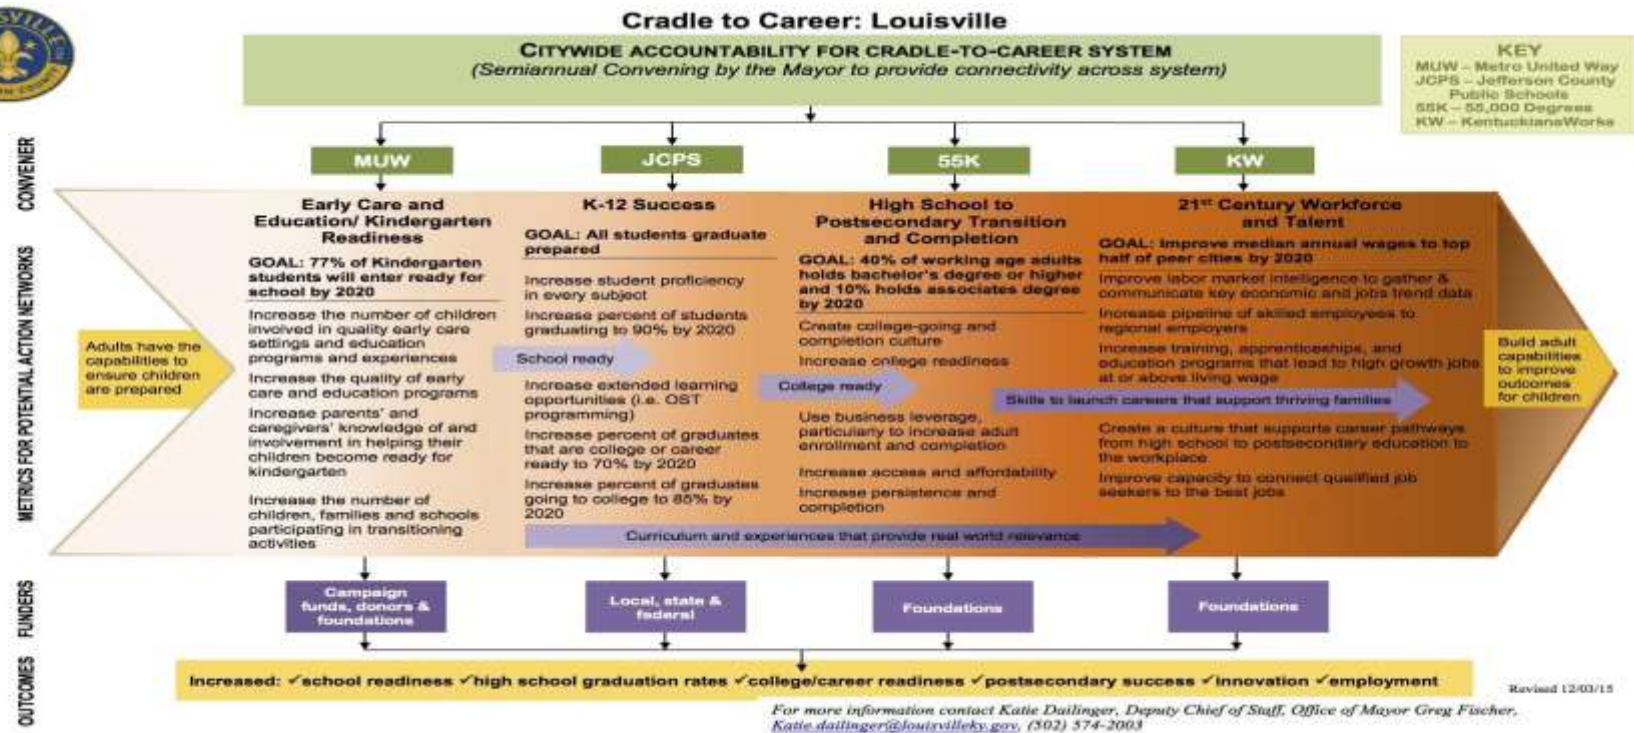 Cradle to Career: Louisville
CITYWIDE ACCOUNTABILITY FOR CRADLE-TO-CAREER SYSTEM
(Semiannual Convening by the Mayor to provide connectivity across system)
KEY
MUW – Metro United Way
JCPS – Jefferson County
Public Schools
55K – 55,000 Degrees
KW – KentuckianaWorks
CONVENER
MUW
JCPS
55K
KW
METRICS FOR POTENTIAL ACTION NETWORKS
Adults have the
capabilities to
ensure children
are prepared
Early Care and
Education/ Kindergarten
Readiness
GOAL: 77% of Kindergarten
students will enter ready for
school by 2020
Increase the number of children
involved in quality early care
settings and education
programs and experiences
Increase the quality of early
care and education programs
Increase parents' and
caregivers' knowledge of and
involvement in helping their
children become ready for
kindergarten
Increase the number of
children, families and schools
participating in transitioning
activities
K-12 Success
GOAL: All students graduate
prepared
Increase student proficiency
in every subject
Increase percent of students
graduating to 90% by 2020
School ready
Increase extended learning
opportunities (i.e. OST
programming)
Increase percent of graduates
that are college or career
ready to 70% by 2020
Increase percent of graduates
going to college to 85% by
2020
High School to
Postsecondary Transition
and Completion
GOAL: 40% of working age adults
holds bachelor's degree or higher
and 10% holds associates degree
by 2020
Create college-going and
completion culture
Increase college readiness
College ready
Use business leverage,
particularly to increase adult
enrollment and completion
Increase access and affordability
Increase persistence and
completion
21st Century Workforce
and Talent
GOAL: Improve median annual wages to top
half of peer cities by 2020
Improve labor market intelligence to gather &
communicate key economic and jobs trend data
Increase pipeline of skilled employees to
regional employers
Increase training, apprenticeships, and
education programs that lead to high growth jobs
at or above living wage
Skills to launch careers that support thriving families
Create a culture that supports career pathways
from high school to postsecondary education to
the workplace
Improve capacity to connect qualified job
seekers to the best jobs
Curriculum and experiences that provide real world relevance
Build adult
capabilities
to improve
outcomes
for children
FUNDERS
Campaign
funds, donors &
foundations
Local, state &
federal
Foundations
Foundations
OUTCOMES
Increased: ✓school readiness ✓high school graduation rates ✓college/career readiness ✓postsecondary success ✓innovation ✓employment
Revised 12/03/15
For more information contact Katie Dailinger, Deputy Chief of Staff, Office of Mayor Greg Fischer,
Katie.dailinger@louisvilleky.gov, (502) 574-2003